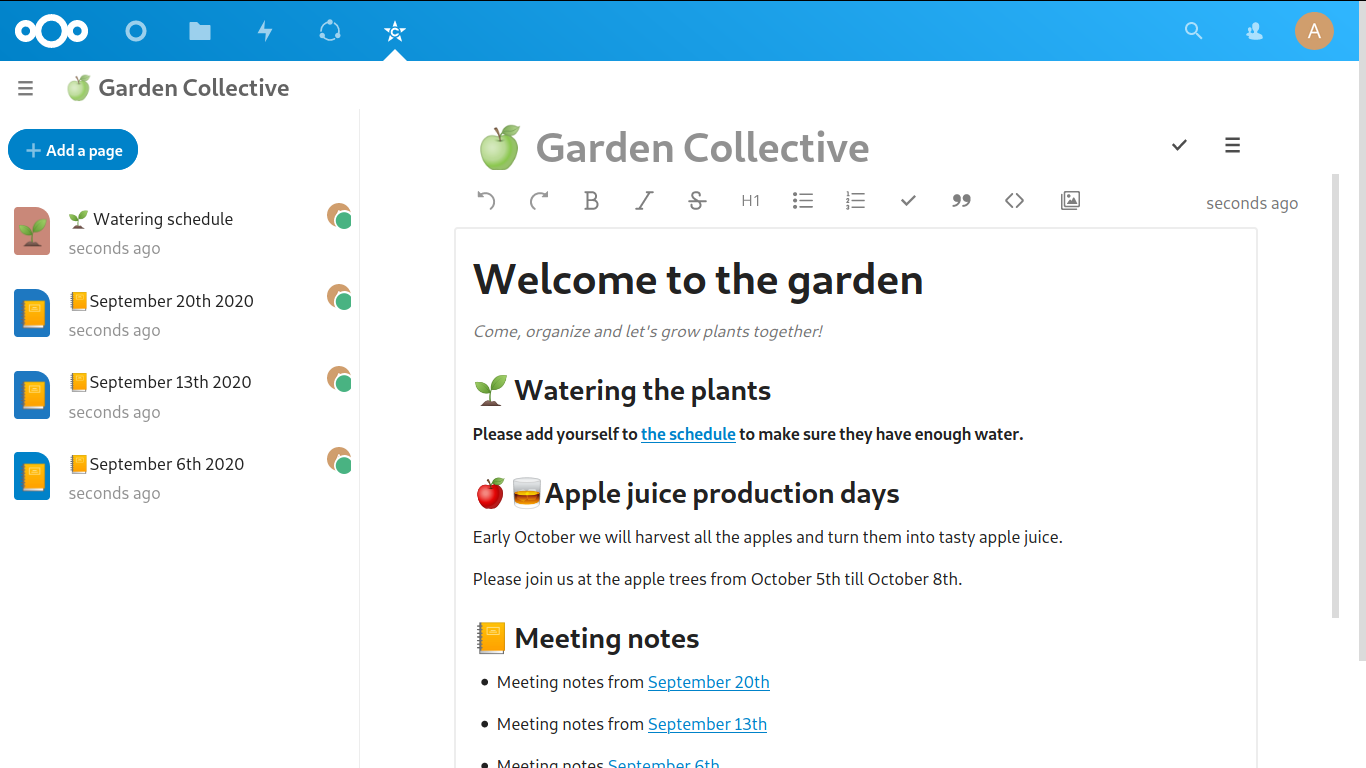 A
Garden Collective
Add a page
Watering schedule
seconds ago
September 20th 2020
seconds ago
September 13th 2020
seconds ago
September 6th 2020
seconds ago
Garden Collective
H1
seconds ago
Welcome to the garden
Come, organize and let's grow plants together!
Watering the plants
Please add yourself to the schedule to make sure they have enough water.
Apple juice production days
Early October we will harvest all the apples and turn them into tasty apple juice.
Please join us at the apple trees from October 5th till October 8th.
Meeting notes
Meeting notes from September 20th
Meeting notes from September 13th
Meeting notes September 6th